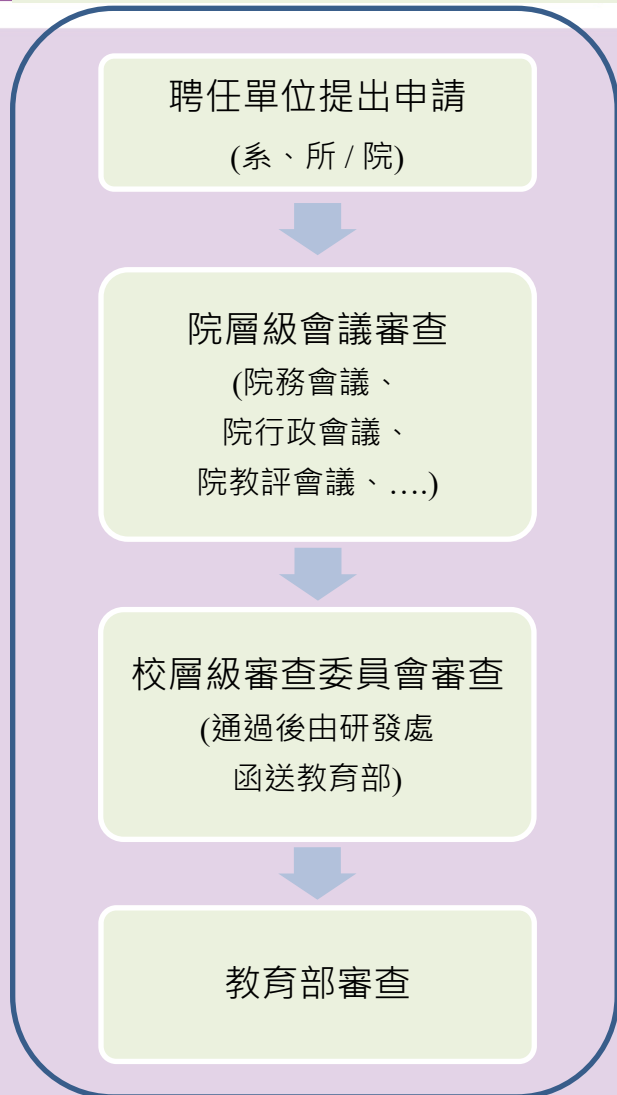 聘任單位提出申請
(系、所 / 院)
院層級會議審查
(院務會議、
院行政會議、
院教評會議、....)
校層級審查委員會審查
(通過後由研發處
函送教育部)
教育部審查